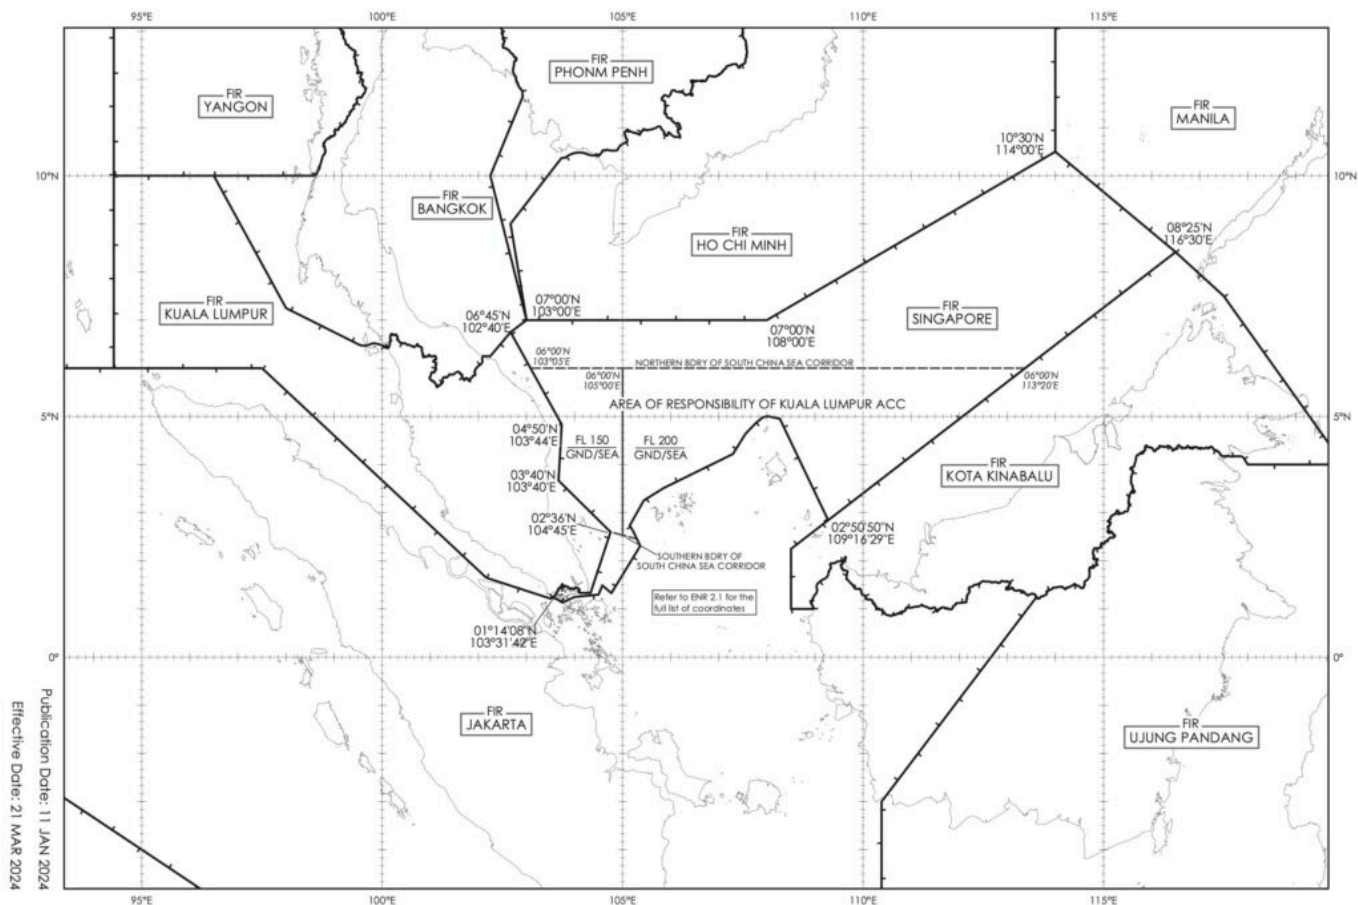 95°E
100°E
105°E
110°E
115°E
FIR
PHONM PENH
FIR
YANGON
FIR
MANILA
10°30'N
114°00'E
10°N
10°N
FIR
BANGKOK
FIR
HO CHI MINH
08°25'N
116°30'E
FIR
KUALA LUMPUR
07°00'N
103°00'E
06°45'N
102°40'E
FIR
SINGAPORE
07°00'N
108°00'E
06°00'N
103°05'E
NORTHERN BDRY OF SOUTH CHINA SEA CORRIDOR
06°00'N
105°00'E
06°00'N
113°20'E
AREA OF RESPONSIBILITY OF KUALA LUMPUR ACC
5°N
5°N
04°50'N
103°44'E
FL 150
GND/SEA
FL 200
GND/SEA
03°40'N
103°40'E
FIR
KOTA KINABALU
02°36'N
104°45'E
02°50'50"N
109°16'29"E
SOUTHERN BDRY OF
SOUTH CHINA SEA CORRIDOR
Refer to ENR 2.1 for the
full list of coordinates
01°14'08"N
103°31'42"E
0°
0°
FIR
JAKARTA
FIR
UJUNG PANDANG
Publication Date: 11 JAN 2024
Effective Date: 21 MAR 2024
95°E
100°E
105°E
110°E
115°E